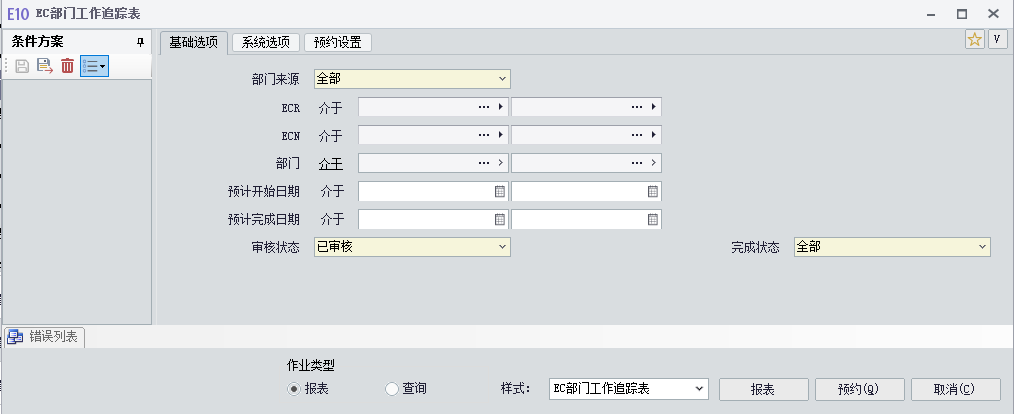 E10 EC部门工作追踪表
条件方案
基础选项 系统选项 预约设置 V
部门来源 全部
ECR 介于
ECN 介于
部门 介于
预计开始日期 介于
预计完成日期 介于
审核状态 已审核 完成状态 全部
错误列表
作业类型
报表 查询 样式: EC部门工作追踪表 报表 预约(Q) 取消(C)